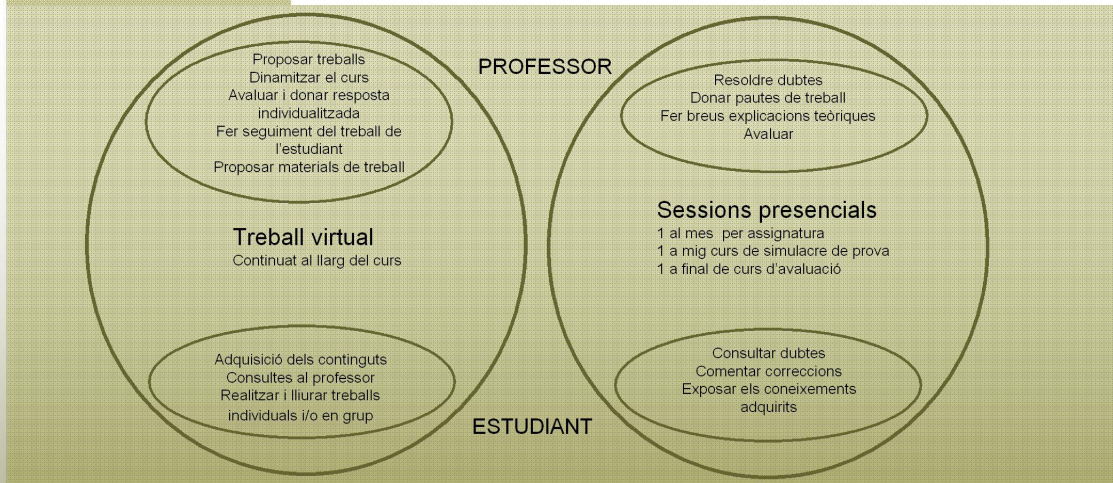 PROFESSOR
Proposar treballs
Dinamitzar el curs
Avaluar i donar resposta
individualitzada
Fer seguiment del treball de
l'estudiant
Proposar materials de treball
Treball virtual
Continuat al llarg del curs
Adquisició dels continguts
Consultes al professor
Realitzar i lliurar treballs
individuals i/o en grup
Resoldre dubtes
Donar pautes de treball
Fer breus explicacions teòriques
Avaluar
Sessions presencials
1 al mes per assignatura
1 a mig curs de simulacre de prova
1 a final de curs d'avaluació
Consultar dubtes
Comentar correccions
Exposar els coneixements
adquirits
ESTUDIANT